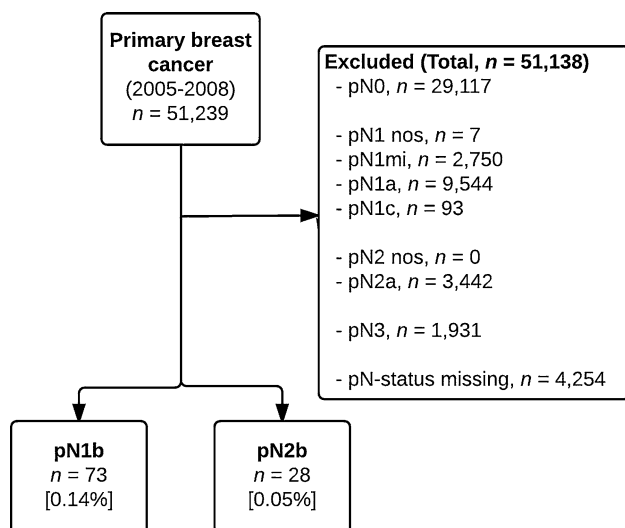 Primary breast
cancer
(2005-2008)
n = 51,239
Excluded (Total, n = 51,138)
- pN0, n = 29,117
- pN1 nos, n = 7
- pN1mi, n = 2,750
- pN1a, n = 9,544
- pN1c, n = 93
- pN2 nos, n = 0
- pN2a, n = 3,442
- pN3, n = 1,931
- pN-status missing, n = 4,254
pN1b
n = 73
[0.14%]
pN2b
n = 28
[0.05%]